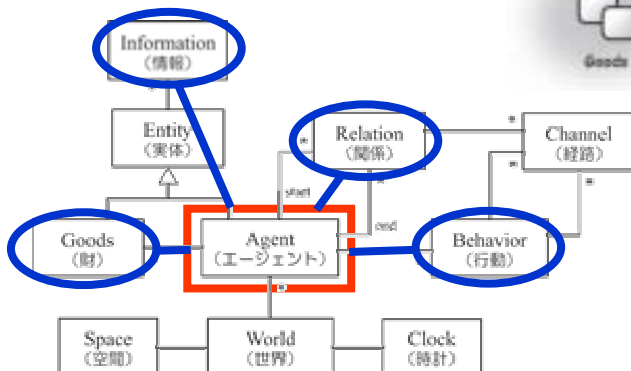 Information
(情報)
Goods
Entity
(実体)
*
Relation
(関係)
*
Channel
(経路)
*
*
*
*
start
end
Goods
(財)
Agent
(エージェント)
Behavior
(行動)
*
Space
(空間)
World
(世界)
Clock
(時計)